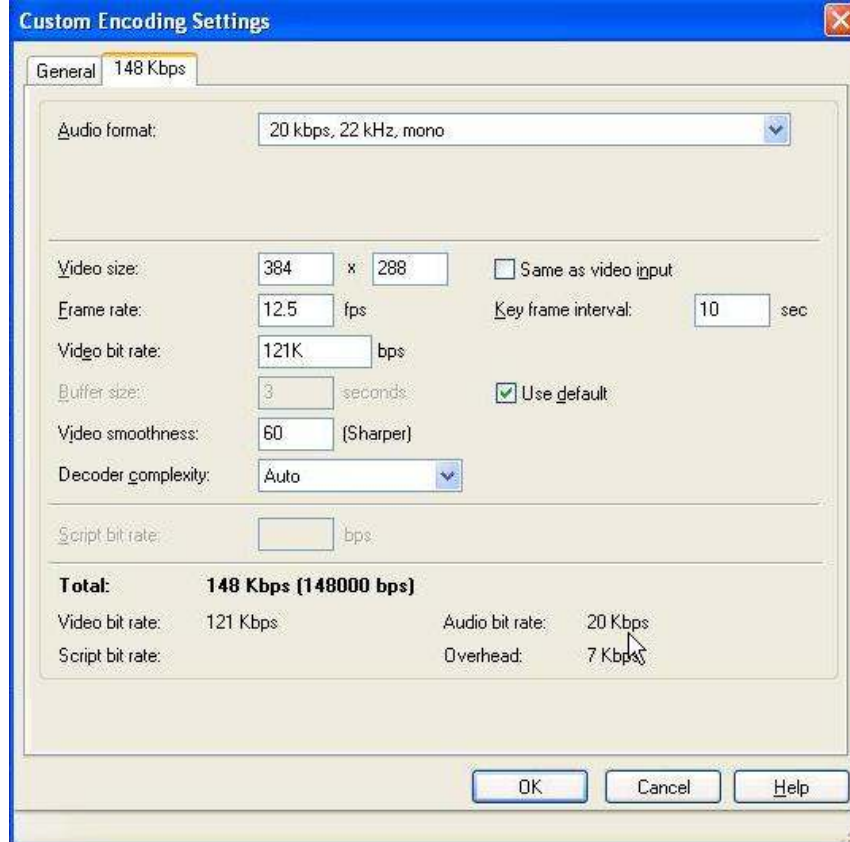 Custom Encoding Settings
General 148 Kbps
Audio format: 20 kbps, 22 kHz, mono
Video size: 384 x 288 Same as video input
Frame rate: 12.5 fps Key frame interval: 10 sec
Video bit rate: 121K bps
Buffer size: 3 seconds Use default
Video smoothness: 60 (Sharper)
Decoder complexity: Auto
Script bit rate: bps
Total: 148 Kbps (148000 bps)
Video bit rate: 121 Kbps Audio bit rate: 20 Kbps
Script bit rate: Overhead: 7 Kbps
OK Cancel Help